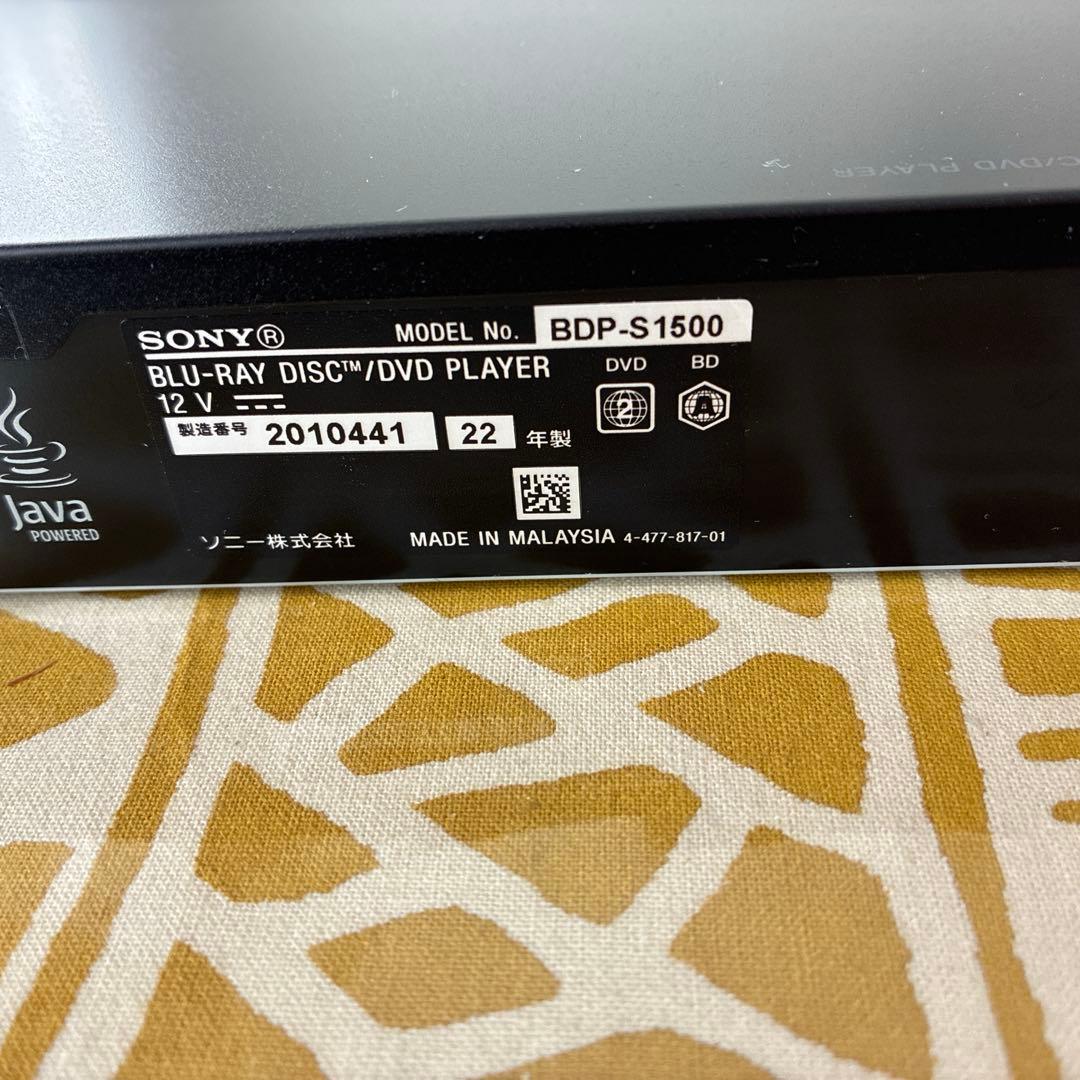 C/DVD PLAYER
SONY® MODEL No. BDP-S1500
BLU-RAY DISC™/DVD PLAYER DVD BD
12 V
2 A
製造番号 2010441 22 年製
Java
POWERED
ソニー株式会社 MADE IN MALAYSIA 4-477-817-01